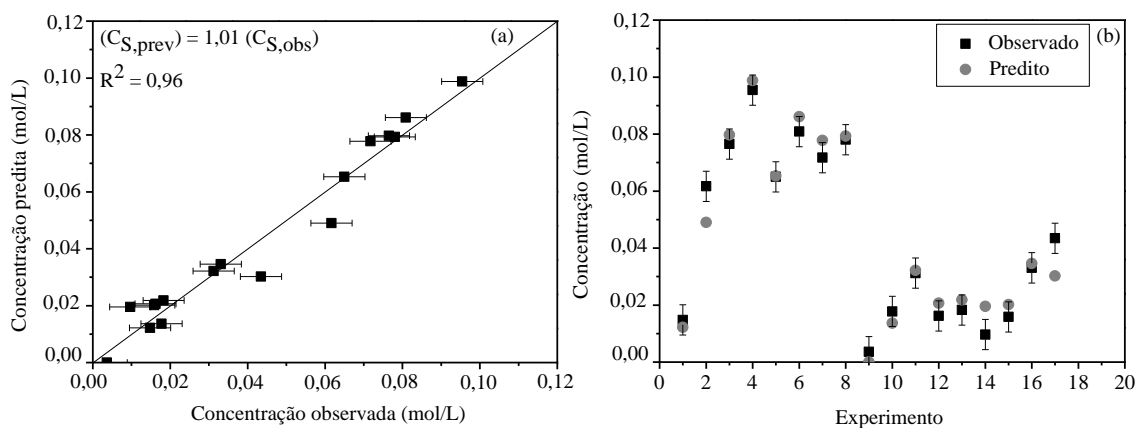 0,12
(C_S,prev) = 1,01 (C_S,obs)
(a)
R^2 = 0,96
0,10
0,08
0,06
0,04
0,02
0,00
Concentração predita (mol/L)
0,00 0,02 0,04 0,06 0,08 0,10 0,12
Concentração observada (mol/L)
0,12
(b)
Observado
Predito
0,10
0,08
0,06
0,04
0,02
0,00
Concentração (mol/L)
0 2 4 6 8 10 12 14 16 18 20
Experimento